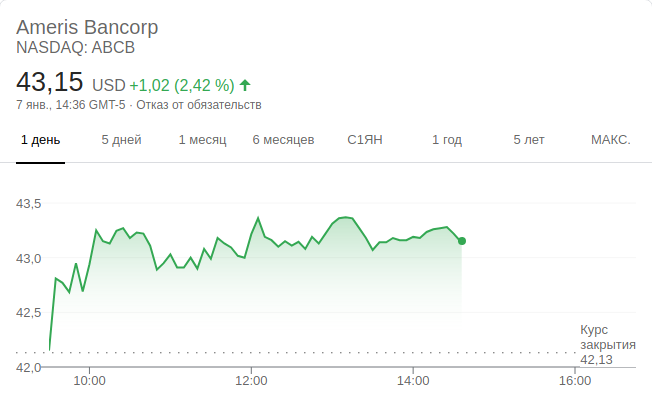 Ameris Bancorp
NASDAQ: ABCB
43,15 USD +1,02 (2,42 %)
7 янв., 14:36 GMT-5 · Отказ от обязательств
1 день 5 дней 1 месяц 6 месяцев С1ЯН 1 год 5 лет МАКС.
43,5
43,0
42,5
Курс
закрытия
42,13
42,0
10:00 12:00 14:00 16:00